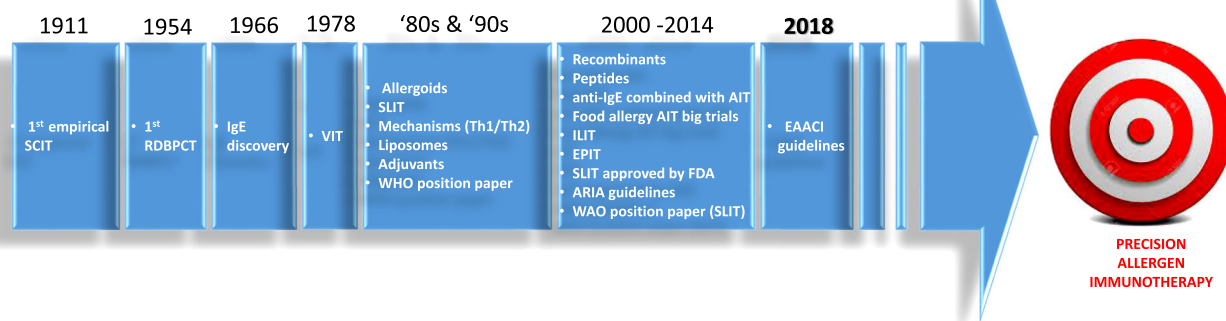 1911
1954
1966
1978
‘80s & ‘90s
2000 -2014
2018
• 1st empirical
SCIT
• 1st
RDBPCT
• IgE
discovery
• VIT
• Allergoids
• SLIT
• Mechanisms (Th1/Th2)
• Liposomes
• Adjuvants
• WHO position paper
• Recombinants
• Peptides
• anti-IgE combined with AIT
• Food allergy AIT big trials
• ILIT
• EPIT
• SLIT approved by FDA
• ARIA guidelines
• WAO position paper (SLIT)
• EAACI
guidelines
PRECISION
ALLERGEN
IMMUNOTHERAPY